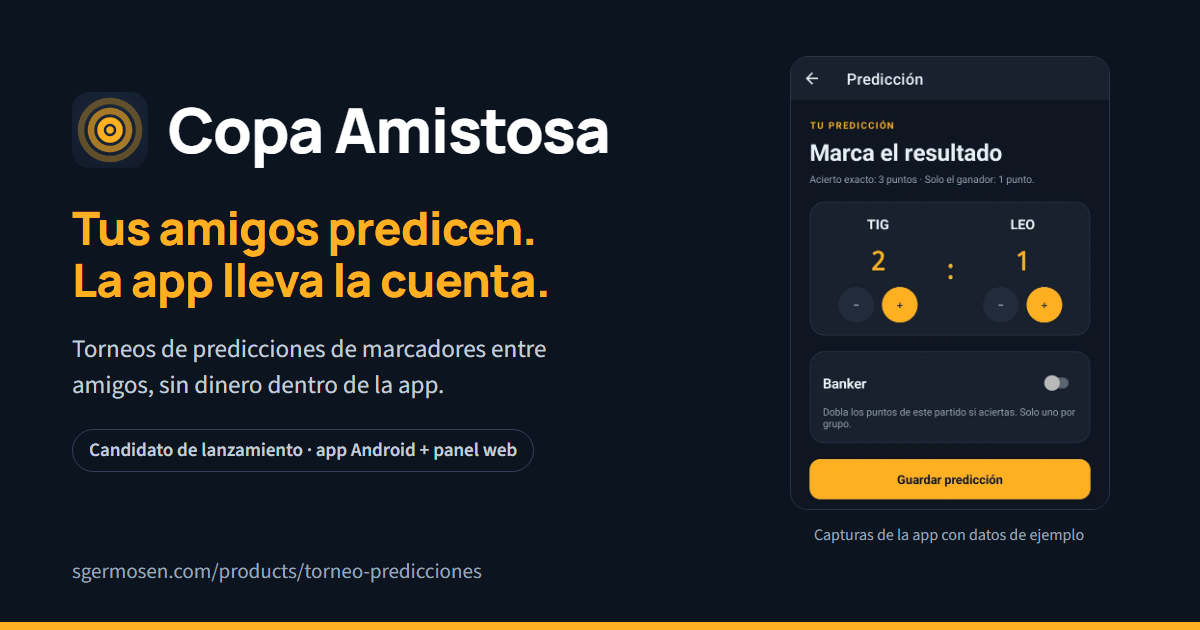 Copa Amistosa
Tus amigos predicen.
La app lleva la cuenta.
Torneos de predicciones de marcadores entre
amigos, sin dinero dentro de la app.
Candidato de lanzamiento · app Android + panel web
sgermosen.com/products/torneo-predicciones
Predicción
TU PREDICCIÓN
Marca el resultado
Acierto exacto: 3 puntos · Solo el ganador: 1 punto.
TIG LEO
2 : 1
− + − +
Banker
Dobla los puntos de este partido si aciertas. Solo uno por
grupo.
Guardar predicción
Capturas de la app con datos de ejemplo